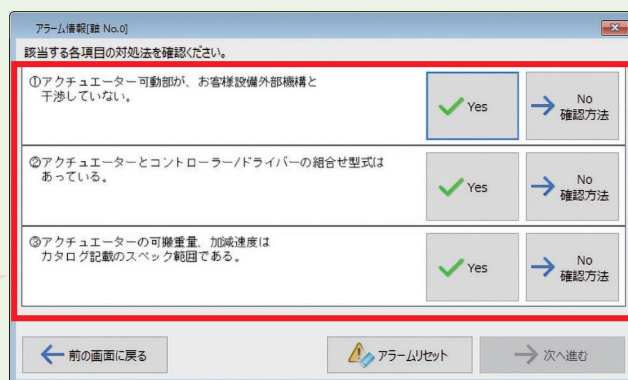 アラーム情報[軸 No.0]
該当する各項目の対処法を確認ください。
①アクチュエーター可動部が、お客様設備外部機構と
干渉していない。
Yes
No
確認方法
②アクチュエーターとコントローラー/ドライバーの組合せ型式は
あっている。
Yes
No
確認方法
③アクチュエーターの可搬重量、加減速度は
カタログ記載のスペック範囲である。
Yes
No
確認方法
前の画面に戻る
アラームリセット
次へ進む